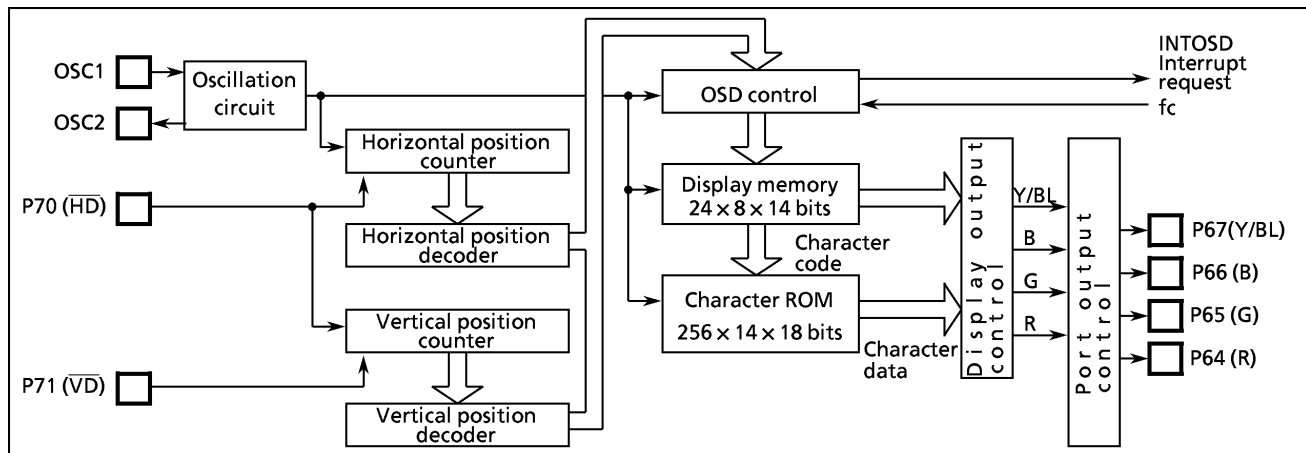 OSC1
OSC2
Oscillation
circuit
P70 (H̅D̅)
P71 (V̅D̅)
Horizontal position
counter
Horizontal position
decoder
Vertical position
counter
Vertical position
decoder
OSD control
INTOSD
Interrupt
request
fc
Display memory
24 × 8 × 14 bits
Character
code
Character ROM
256 × 14 × 18 bits
Character
data
Display output
control
Y/BL
B
G
R
Port output
control
P67(Y/BL)
P66 (B)
P65 (G)
P64 (R)